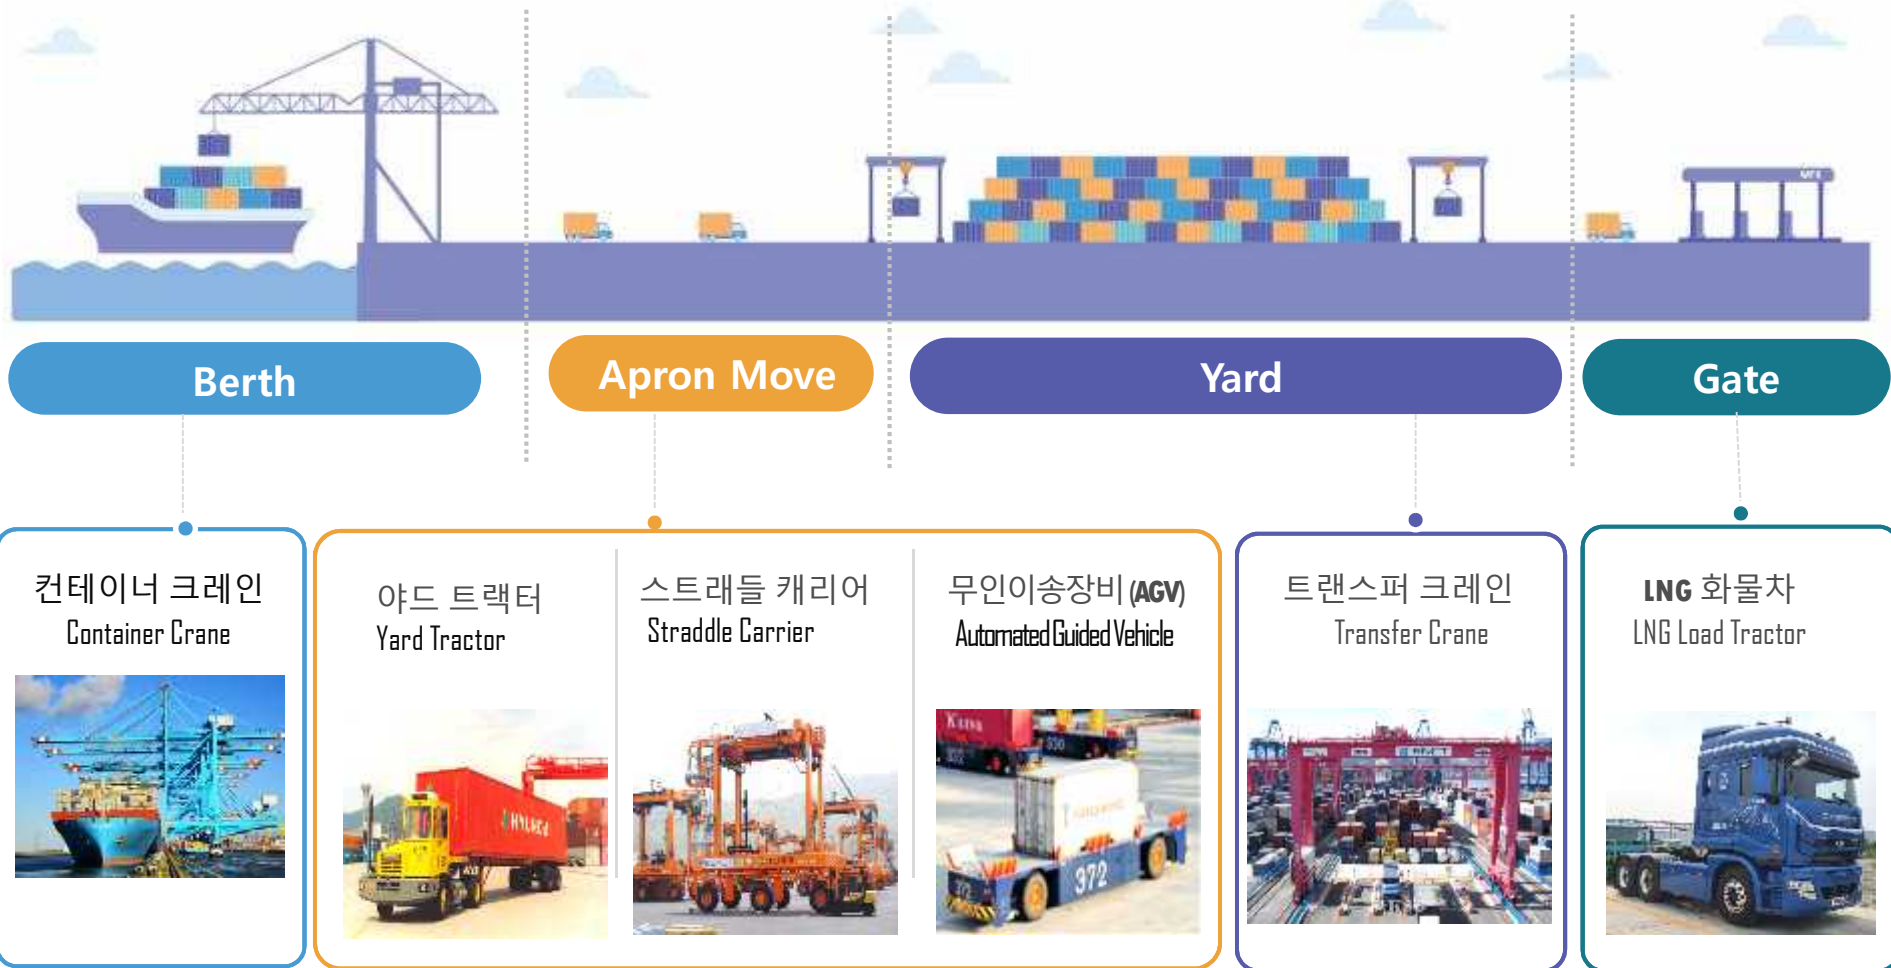 Berth
Apron Move
Yard
Gate
컨테이너 크레인
Container Crane
야드 트랙터
Yard Tractor
스트래들 캐리어
Straddle Carrier
무인이송장비(AGV)
Automated Guided Vehicle
트랜스퍼 크레인
Transfer Crane
LNG 화물차
LNG Load Tractor
372